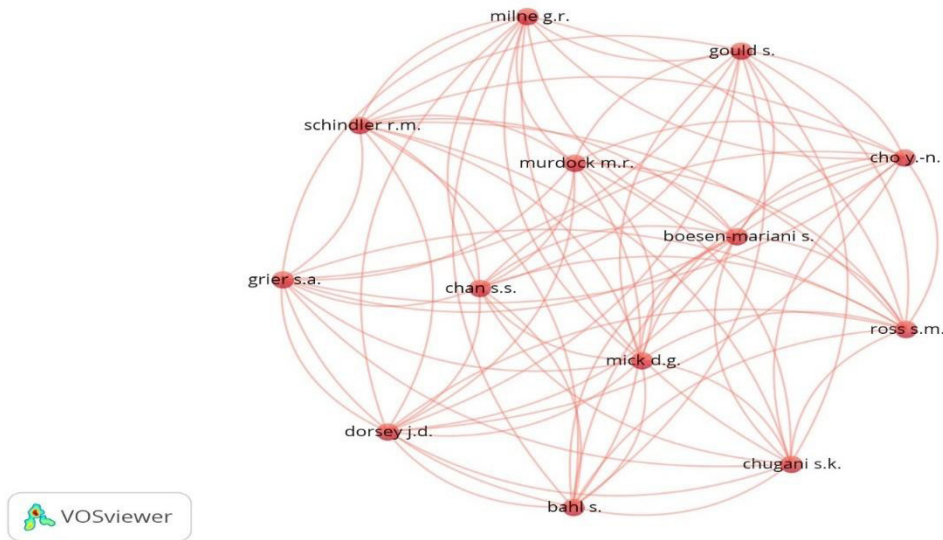 milne g.r.
gould s.
schindler r.m.
murdock m.r.
cho y.-n.
boesen-mariani s.
grier s.a.
chan s.s.
ross s.m.
mick d.g.
dorsey j.d.
chugani s.k.
bahl s.
VOSviewer